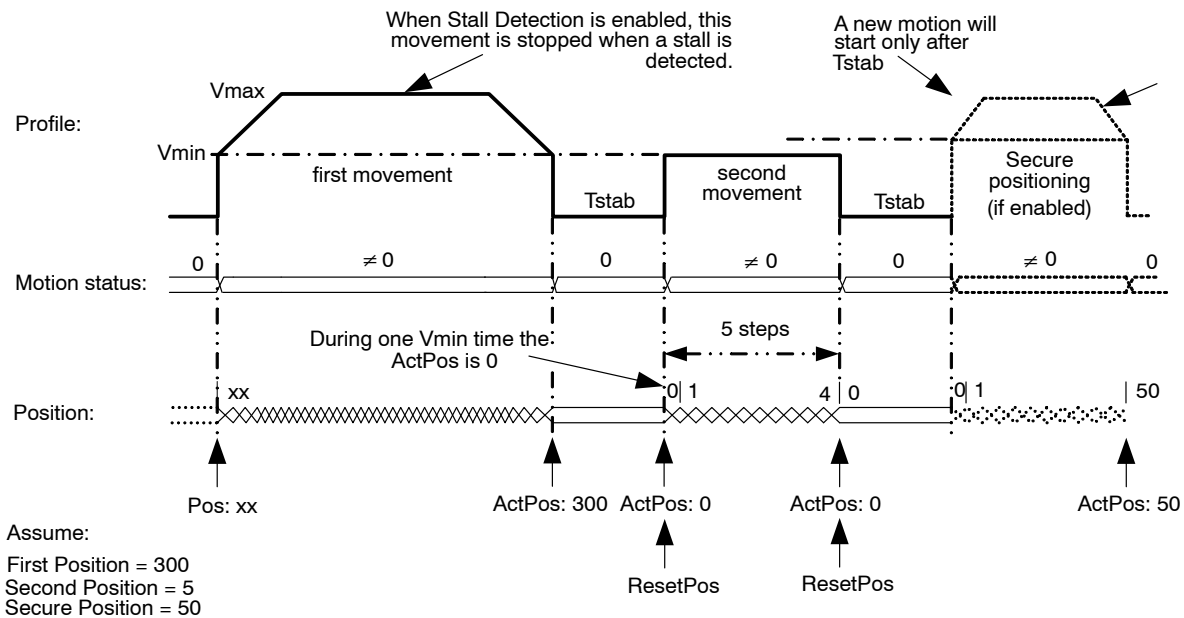 When Stall Detection is enabled, this
movement is stopped when a stall is
detected.
A new motion will
start only after
Tstab
Vmax
Profile:
Vmin
first movement
Tstab
second
movement
Tstab
Secure
positioning
(if enabled)
Motion status:
0
≠ 0
0
≠ 0
0
≠ 0
0
During one Vmin time the
ActPos is 0
5 steps
Position:
xx
0 1
4 0
0 1
50
Pos: xx
ActPos: 300
ActPos: 0
ActPos: 0
ActPos: 50
ResetPos
ResetPos
Assume:
First Position = 300
Second Position = 5
Secure Position = 50